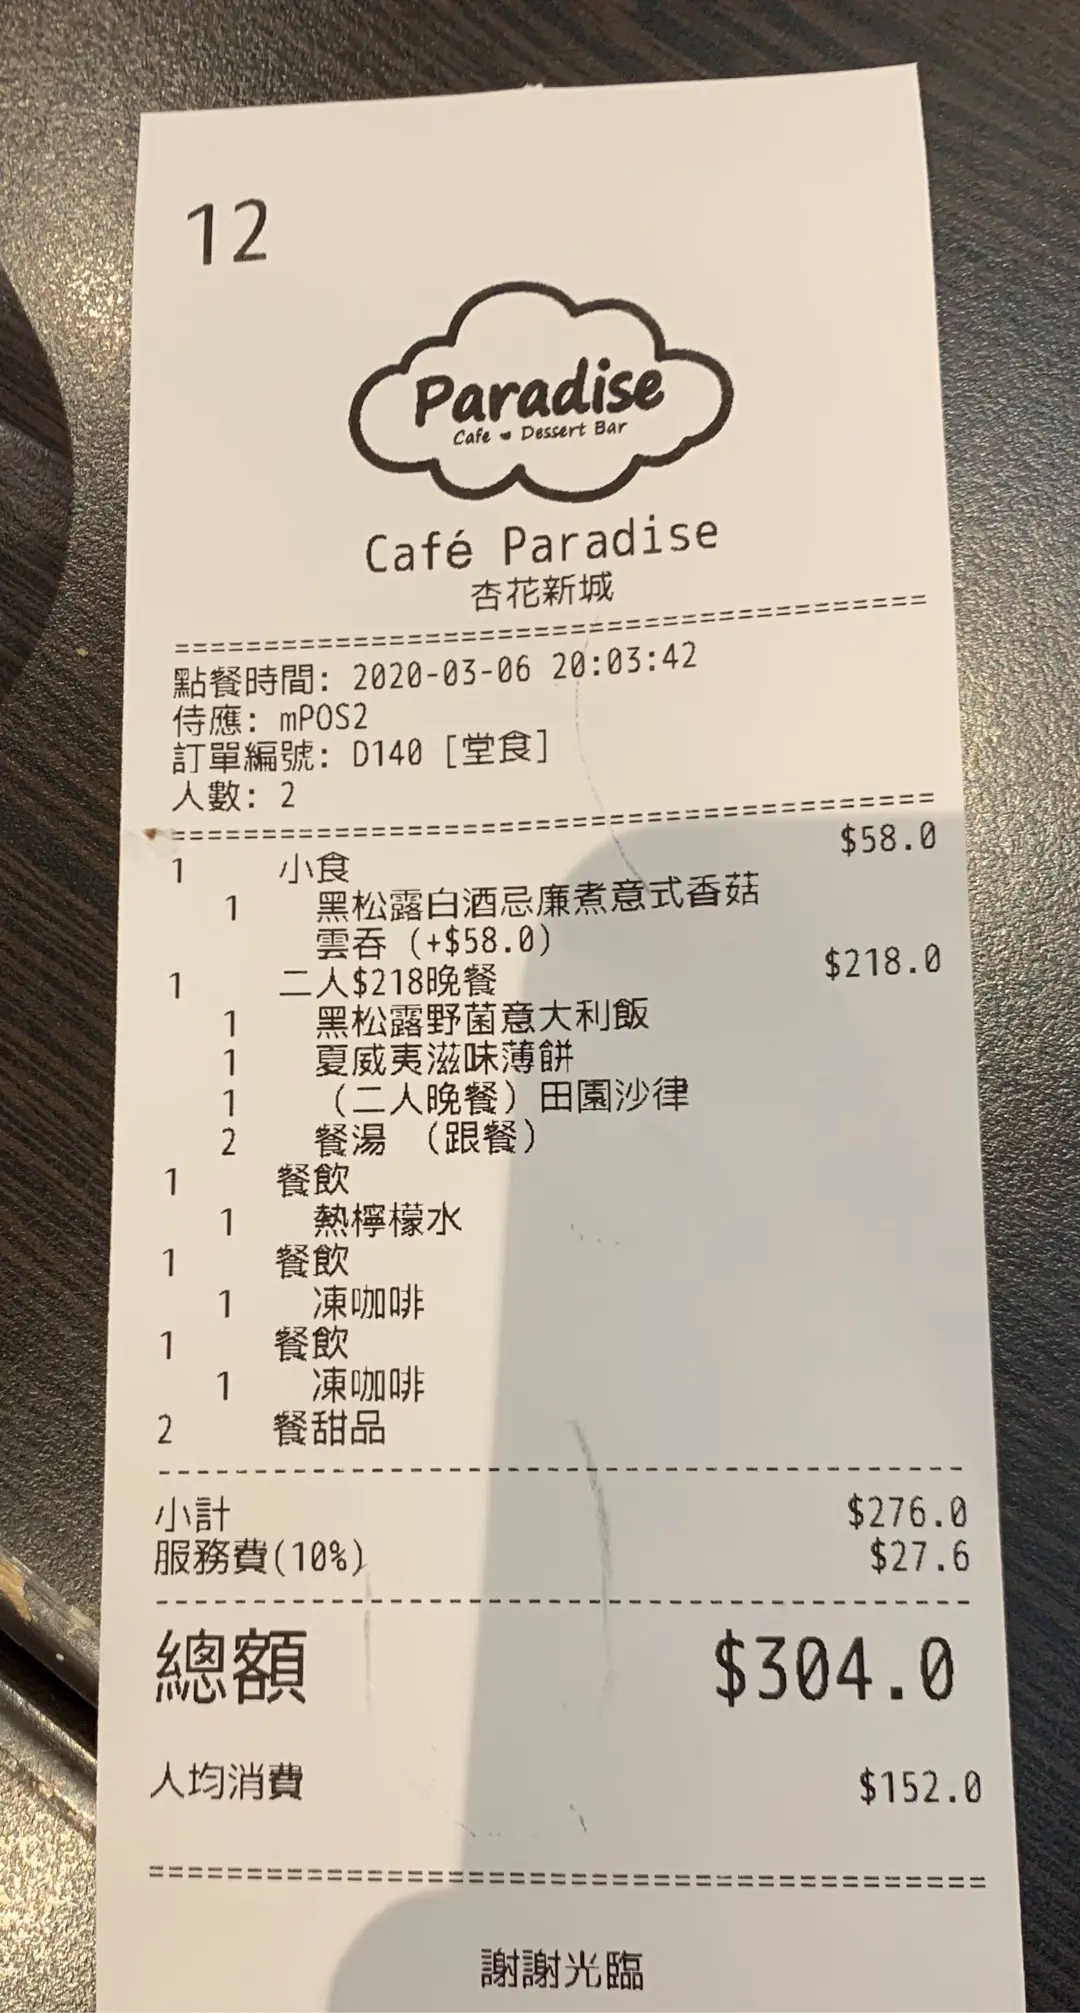 12
Paradise
Cafe Dessert Bar
Café Paradise
杏花新城
======================================
點餐時間: 2020-03-06 20:03:42
侍應: mPOS2
訂單編號: D140 [堂食]
人數: 2
======================================
1 小食 $58.0
1 黑松露白酒忌廉煮意式香菇
雲吞 (+$58.0)
1 二人$218晚餐 $218.0
1 黑松露野菌意大利飯
1 夏威夷滋味薄餅
1 （二人晚餐）田園沙律
2 餐湯 （跟餐）
1 餐飲
1 熱檸檬水
1 餐飲
1 凍咖啡
1 餐飲
1 凍咖啡
2 餐甜品
--------------------------------------
小計 $276.0
服務費(10%) $27.6
--------------------------------------
總額 $304.0
人均消費 $152.0
======================================
謝謝光臨